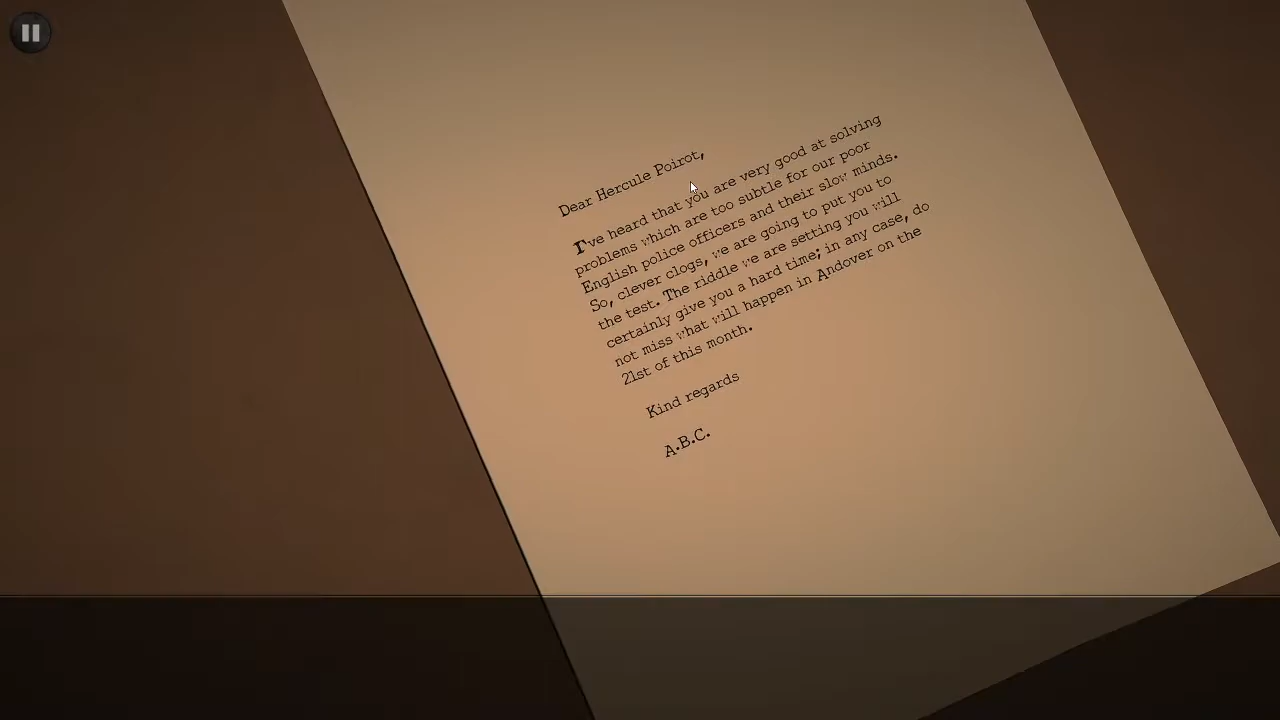 Dear Hercule Poirot,
I've heard that you are very good at solving
problems which are too subtle for our poor
English police officers and their slow minds.
So, clever clogs, we are going to put you to
the test. The riddle we are setting you will
certainly give you a hard time; in any case, do
not miss what will happen in Andover on the
21st of this month.
Kind regards
A.B.C.